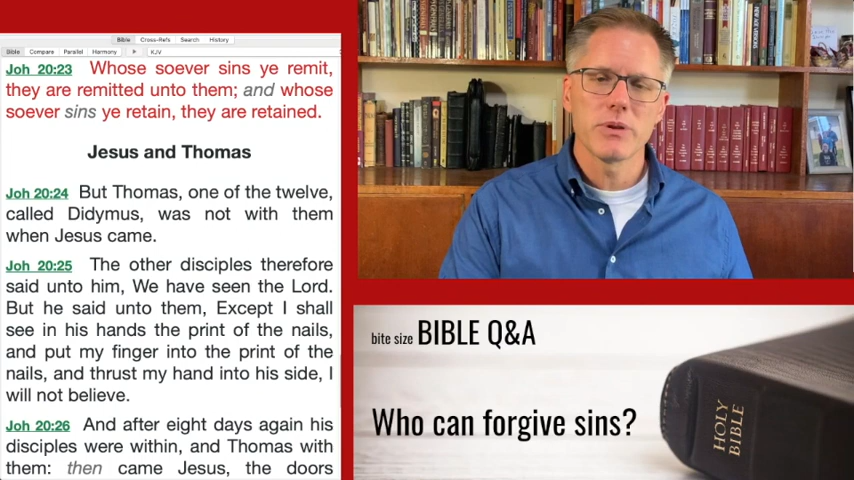 Bible Cross-Refs Search History
Bible Compare Parallel Harmony KJV
Joh 20:23 Whose soever sins ye remit,
they are remitted unto them; and whose
soever sins ye retain, they are retained.
Jesus and Thomas
Joh 20:24 But Thomas, one of the twelve,
called Didymus, was not with them
when Jesus came.
Joh 20:25 The other disciples therefore
said unto him, We have seen the Lord.
But he said unto them, Except I shall
see in his hands the print of the nails,
and put my finger into the print of the
nails, and thrust my hand into his side, I
will not believe.
Joh 20:26 And after eight days again his
disciples were within, and Thomas with
them: then came Jesus, the doors
bite size BIBLE Q&A
Who can forgive sins?
HOLY
BIBLE